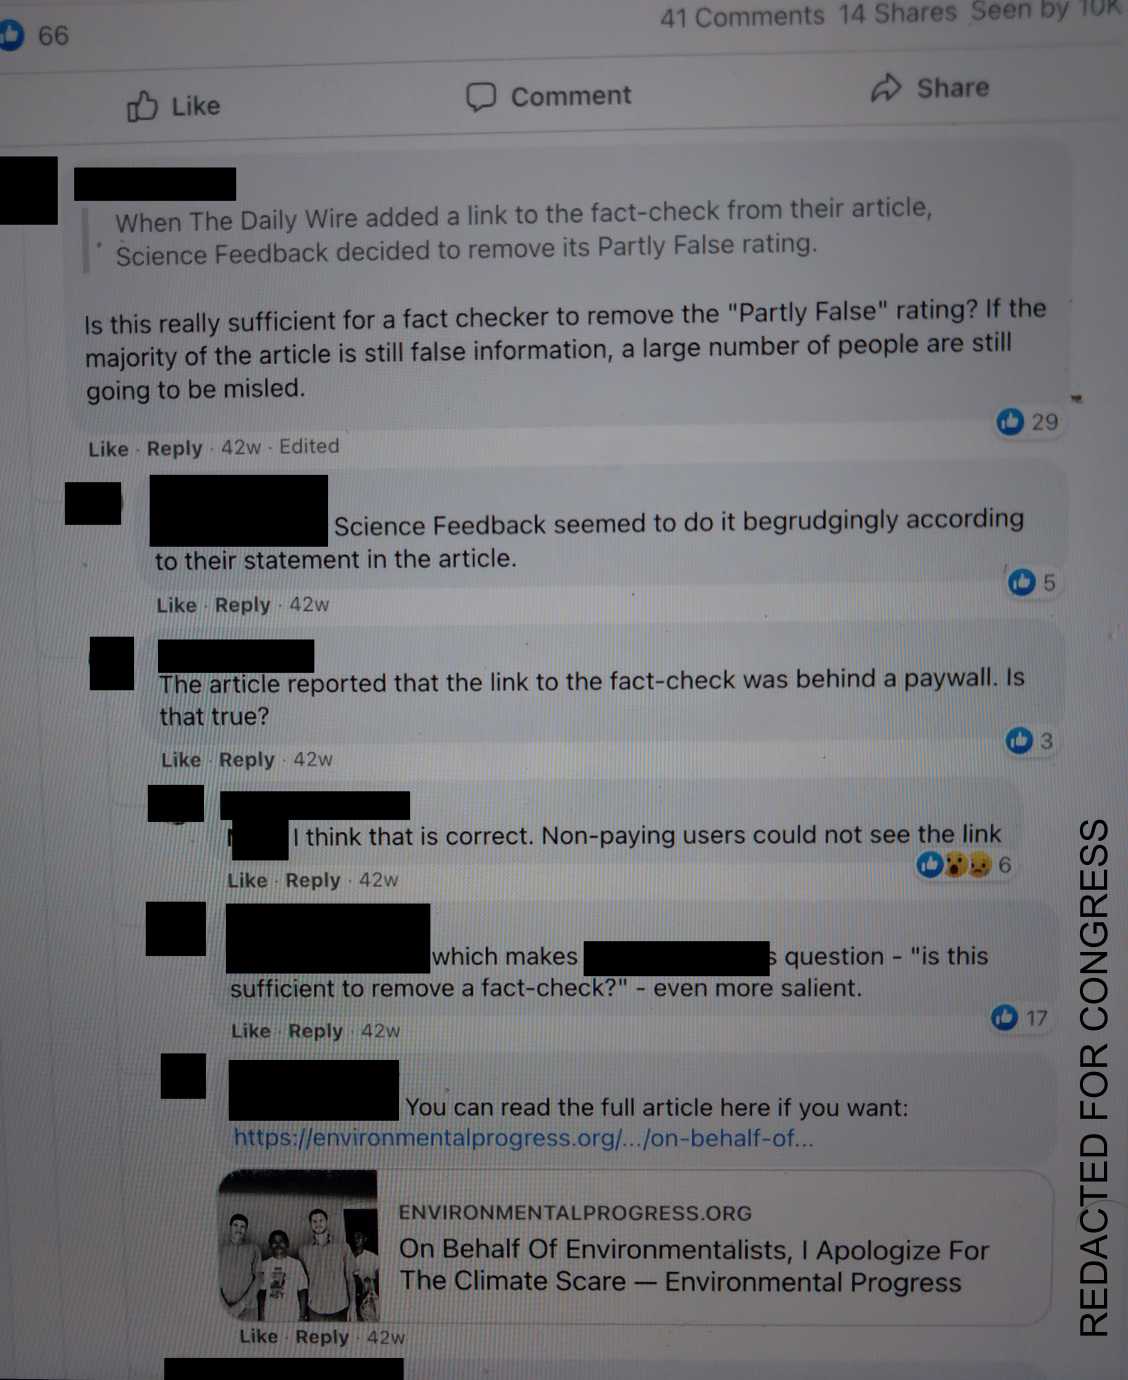 66
41 Comments 14 Shares Seen by 10K
Like Comment Share
When The Daily Wire added a link to the fact-check from their article,
Science Feedback decided to remove its Partly False rating.
Is this really sufficient for a fact checker to remove the "Partly False" rating? If the
majority of the article is still false information, a large number of people are still
going to be misled.
29
Like · Reply · 42w · Edited
Science Feedback seemed to do it begrudgingly according
to their statement in the article.
5
Like · Reply · 42w
The article reported that the link to the fact-check was behind a paywall. Is
that true?
3
Like · Reply · 42w
I think that is correct. Non-paying users could not see the link
6
Like · Reply · 42w
which makes s question - "is this
sufficient to remove a fact-check?" - even more salient.
17
Like · Reply · 42w
You can read the full article here if you want:
https://environmentalprogress.org/.../on-behalf-of...
ENVIRONMENTALPROGRESS.ORG
On Behalf Of Environmentalists, I Apologize For
The Climate Scare — Environmental Progress
Like · Reply · 42w
REDACTED FOR CONGRESS